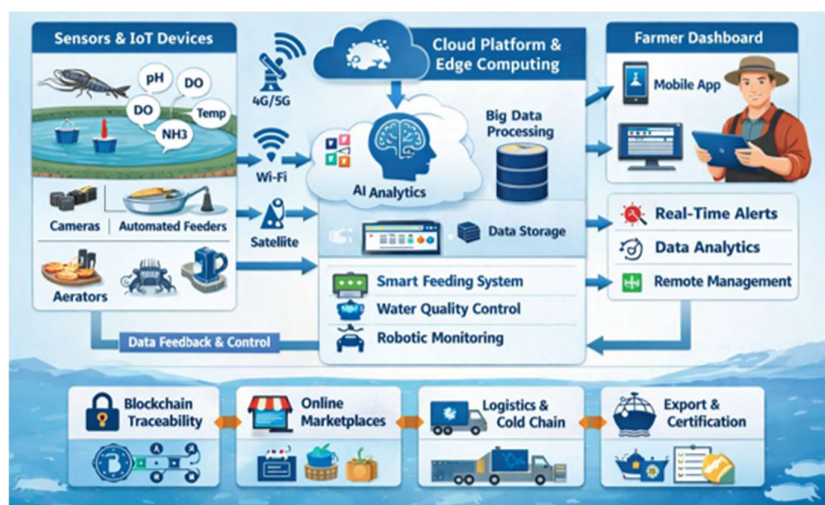 Sensors & IoT Devices
pH
DO
DO
Temp
NH3
Cameras
Automated Feeders
Aerators
4G/5G
Wi-Fi
Satellite
Cloud Platform &
Edge Computing
Big Data
Processing
AI Analytics
Data Storage
Smart Feeding System
Water Quality Control
Robotic Monitoring
Farmer Dashboard
Mobile App
Real-Time Alerts
Data Analytics
Remote Management
Data Feedback & Control
Blockchain
Traceability
Online
Marketplaces
Logistics &
Cold Chain
Export &
Certification